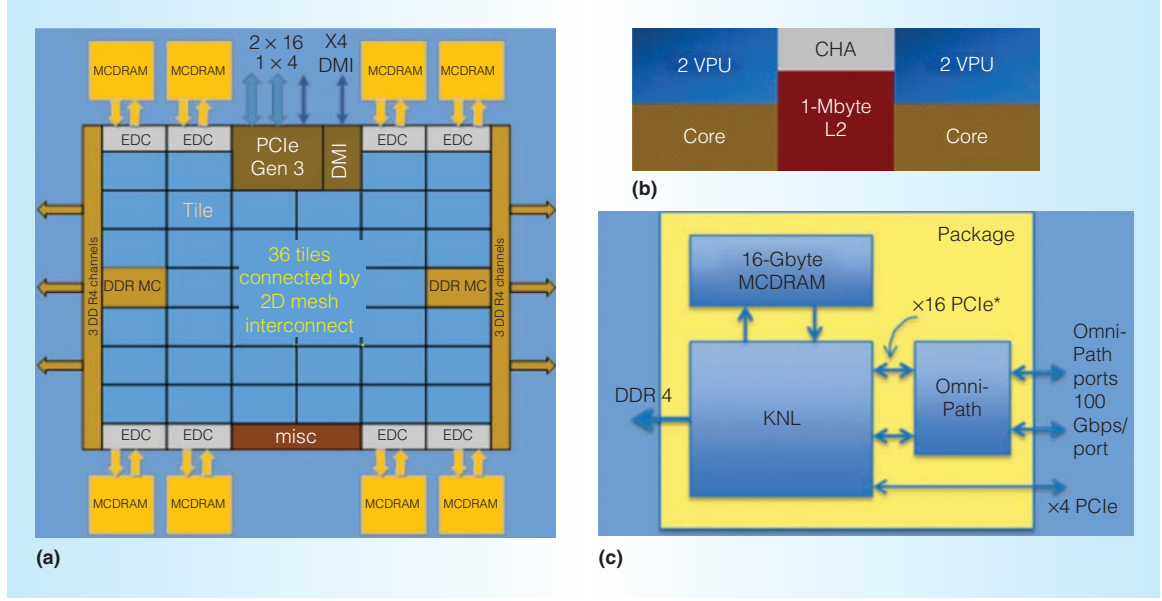 MCDRAM
MCDRAM
2 × 16
1 × 4
X4
DMI
MCDRAM
MCDRAM
EDC
EDC
PCIe
Gen 3
DMI
EDC
EDC
Tile
3 DD R4 channels
36 tiles
connected by
2D mesh
interconnect
DDR MC
DDR MC
3 DD R4 channels
EDC
EDC
misc
EDC
EDC
MCDRAM
MCDRAM
MCDRAM
MCDRAM
(a)
2 VPU
CHA
2 VPU
Core
1-Mbyte
L2
Core
(b)
Package
16-Gbyte
MCDRAM
×16 PCIe*
DDR 4
KNL
Omni-
Path
Omni-
Path
ports
100
Gbps/
port
×4 PCIe
(c)